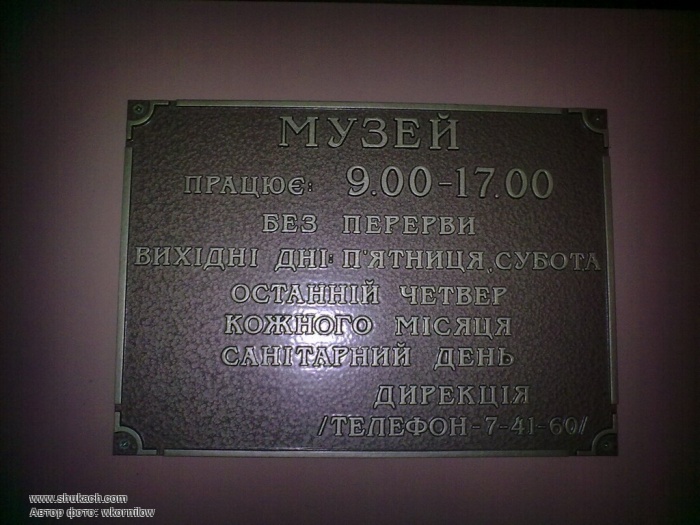 МУЗЕЙ
ПРАЦЮЄ: 9.00-17.00
БЕЗ ПЕРЕРВИ
ВИХІДНІ ДНІ: П'ЯТНИЦЯ, СУБОТА
ОСТАННІЙ ЧЕТВЕР
КОЖНОГО МІСЯЦЯ
САНІТАРНИЙ ДЕНЬ
ДИРЕКЦІЯ
/ТЕЛЕФОН-7-41-60/
www.shukach.com
Автор фото: wkornilow